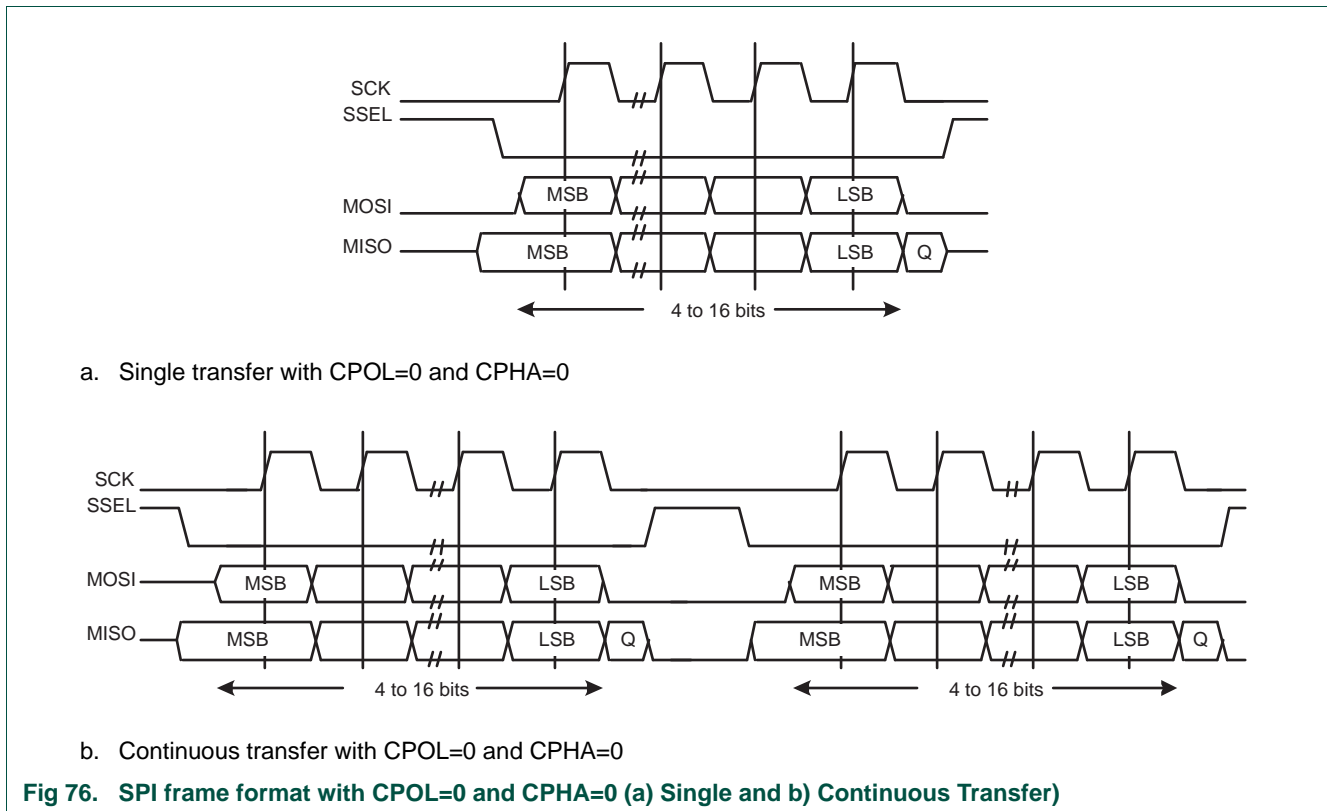 SCK
SSEL
MOSI MSB LSB
MISO MSB LSB Q
4 to 16 bits
a. Single transfer with CPOL=0 and CPHA=0
SCK
SSEL
MOSI MSB LSB MSB LSB
MISO MSB LSB Q MSB LSB Q
4 to 16 bits 4 to 16 bits
b. Continuous transfer with CPOL=0 and CPHA=0
Fig 76. SPI frame format with CPOL=0 and CPHA=0 (a) Single and b) Continuous Transfer)